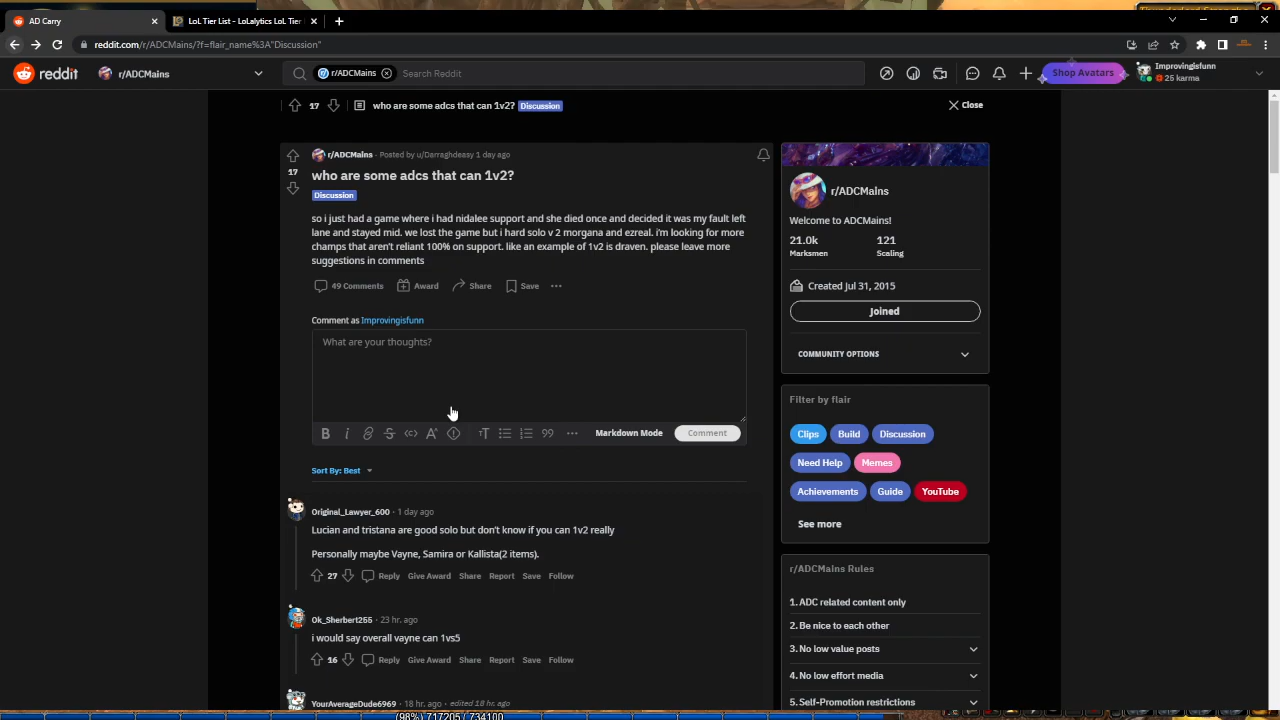 AD Carry
LoL Tier List - LoLalytics LoL Tier
reddit.com/r/ADCMains/?f=flair_name%3A"Discussion"
reddit
r/ADCMains
r/ADCMains
Search Reddit
Shop Avatars
Improvingisfunn
25 karma
17
who are some adcs that can 1v2?
Discussion
Close
r/ADCMains · Posted by u/Darraghdeasy 1 day ago
17
who are some adcs that can 1v2?
Discussion
so i just had a game where i had nidalee support and she died once and decided it was my fault left
lane and stayed mid. we lost the game but i hard solo v 2 morgana and ezreal. i'm looking for more
champs that aren't reliant 100% on support. like an example of 1v2 is draven. please leave more
suggestions in comments
49 Comments
Award
Share
Save
Comment as Improvingisfunn
What are your thoughts?
Markdown Mode
Comment
Sort By: Best
Original_Lawyer_600 · 1 day ago
Lucian and tristana are good solo but don't know if you can 1v2 really
Personally maybe Vayne, Samira or Kallista(2 items).
27
Reply
Give Award
Share
Report
Save
Follow
Ok_Sherbert255 · 23 hr. ago
i would say overall vayne can 1vs5
16
Reply
Give Award
Share
Report
Save
Follow
YourAverageDude6969 · 18 hr. ago · edited 18 hr. ago
r/ADCMains
Welcome to ADCMains!
21.0k
121
Marksmen
Scaling
Created Jul 31, 2015
Joined
COMMUNITY OPTIONS
Filter by flair
Clips
Build
Discussion
Need Help
Memes
Achievements
Guide
YouTube
See more
r/ADCMains Rules
1. ADC related content only
2. Be nice to each other
3. No low value posts
4. No low effort media
5. Self-Promotion restrictions
(98%) 717205 / 734100